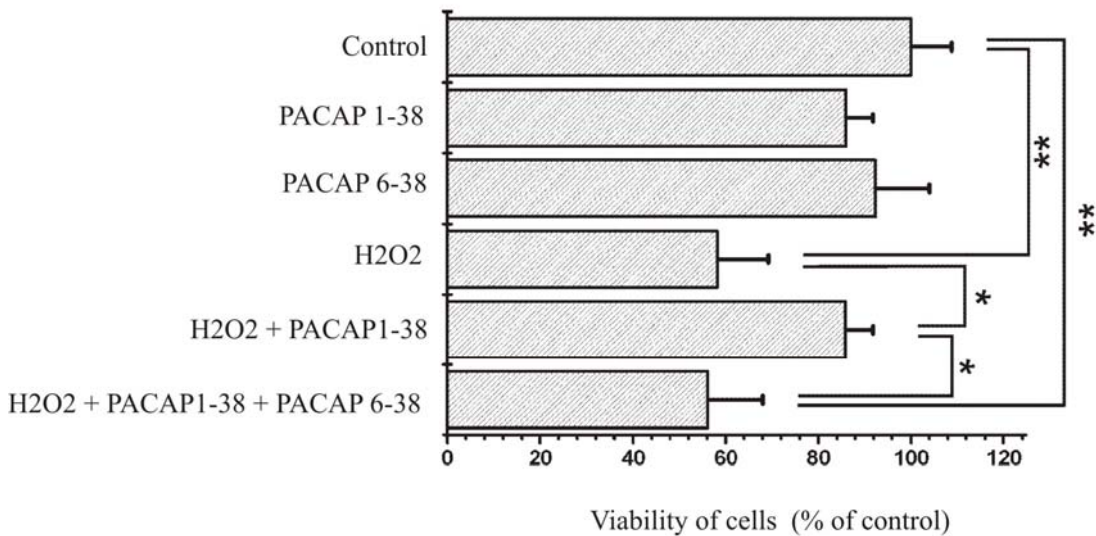 Control
PACAP 1-38
PACAP 6-38
H2O2
H2O2 + PACAP1-38
H2O2 + PACAP1-38 + PACAP 6-38
**
**
*
*
0 20 40 60 80 100 120
Viability of cells (% of control)